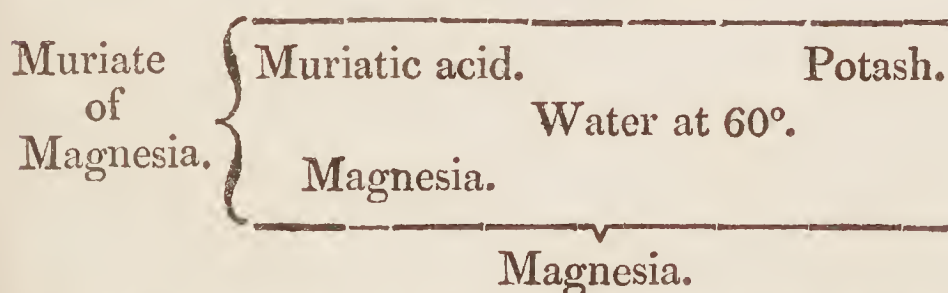 Muriate
of
Magnesia.
Muriatic acid. Potash.
Water at 60°.
Magnesia.
Magnesia.